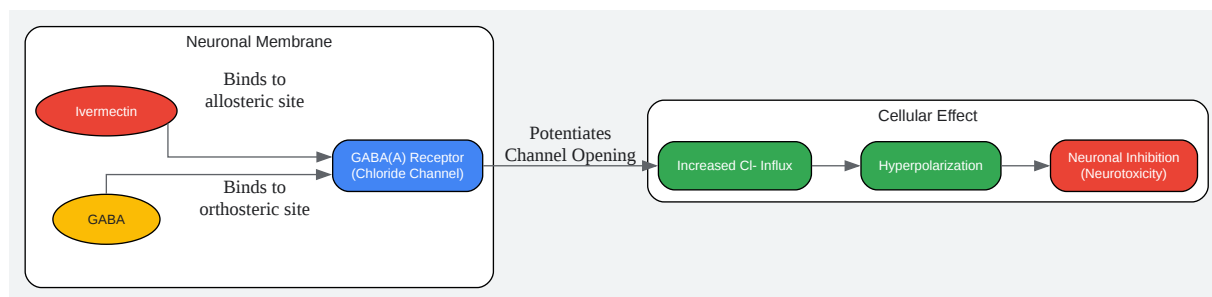 Neuronal Membrane
Binds to
allosteric site
Ivermectin
GABA(A) Receptor
(Chloride Channel)
Binds to
orthosteric site
GABA
Potentiates
Channel Opening
Cellular Effect
Increased Cl- Influx
Hyperpolarization
Neuronal Inhibition
(Neurotoxicity)